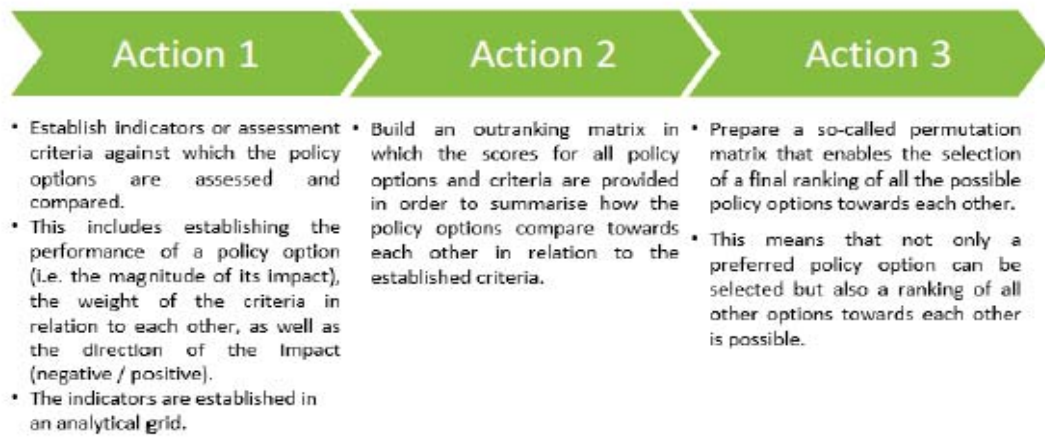 Action 1
Action 2
Action 3
• Establish indicators or assessment
criteria against which the policy
options are assessed and
compared.
• This includes establishing the
performance of a policy option
(i.e. the magnitude of its impact),
the weight of the criteria in
relation to each other, as well as
the direction of the impact
(negative / positive).
• The indicators are established in
an analytical grid.
• Build an outranking matrix in
which the scores for all policy
options and criteria are provided
in order to summarise how the
policy options compare towards
each other in relation to the
established criteria.
• Prepare a so-called permutation
matrix that enables the selection
of a final ranking of all the possible
policy options towards each other.
• This means that not only a
preferred policy option can be
selected but also a ranking of all
other options towards each other
is possible.